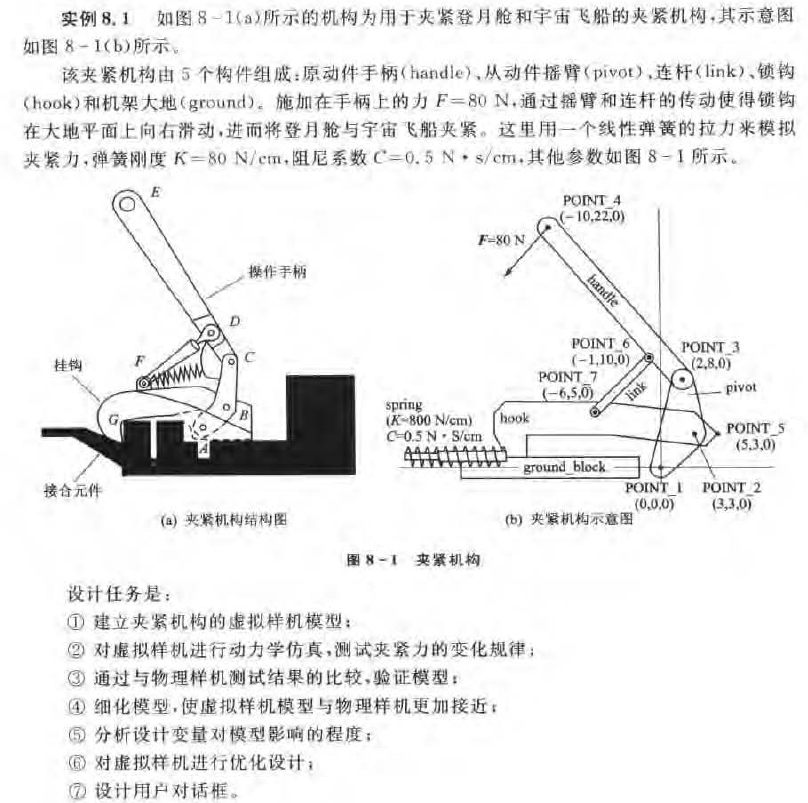 实例 8.1　如图 8-1(a)所示的机构为用于夹紧登月舱和宇宙飞船的夹紧机构,其示意图
如图 8-1(b)所示。
该夹紧机构由 5 个构件组成:原动件手柄(handle)、从动件摇臂(pivot)、连杆(link)、锁钩
(hook)和机架大地(ground)。施加在手柄上的力 F=80 N,通过摇臂和连杆的传动使得锁钩
在大地平面上向右滑动,进而将登月舱与宇宙飞船夹紧。这里用一个线性弹簧的拉力来模拟
夹紧力,弹簧刚度 K=80 N/cm,阻尼系数 C=0.5 N·s/cm,其他参数如图 8-1 所示。
E
操作手柄
D
C
F
挂钩
G
B
A
接合元件
(a) 夹紧机构结构图
POINT_4
(-10,22,0)
F=80 N
handle
POINT_6
(-1,10,0)
POINT_3
(2,8,0)
POINT_7
(-6,5,0)
link
pivot
spring
(K=800 N/cm)
C=0.5 N·S/cm
hook
POINT_5
(5,3,0)
ground_block
POINT_1
(0,0,0)
POINT_2
(3,3,0)
(b) 夹紧机构示意图
图 8-1　夹紧机构
设计任务是:
① 建立夹紧机构的虚拟样机模型;
② 对虚拟样机进行动力学仿真,测试夹紧力的变化规律;
③ 通过与物理样机测试结果的比较,验证模型;
④ 细化模型,使虚拟样机模型与物理样机更加接近;
⑤ 分析设计变量对模型影响的程度;
⑥ 对虚拟样机进行优化设计;
⑦ 设计用户对话框。